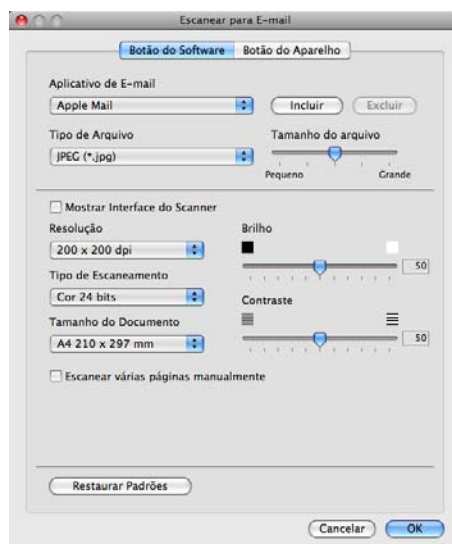 Escanear para E-mail
Botão do Software Botão do Aparelho
Aplicativo de E-mail
Apple Mail Incluir Excluir
Tipo de Arquivo Tamanho do arquivo
JPEG (*.jpg)
Pequeno Grande
Mostrar Interface do Scanner
Resolução Brilho
200 x 200 dpi
50
Tipo de Escaneamento
Cor 24 bits
Contraste
Tamanho do Documento
A4 210 x 297 mm 50
Escanear várias páginas manualmente
Restaurar Padrões
Cancelar OK